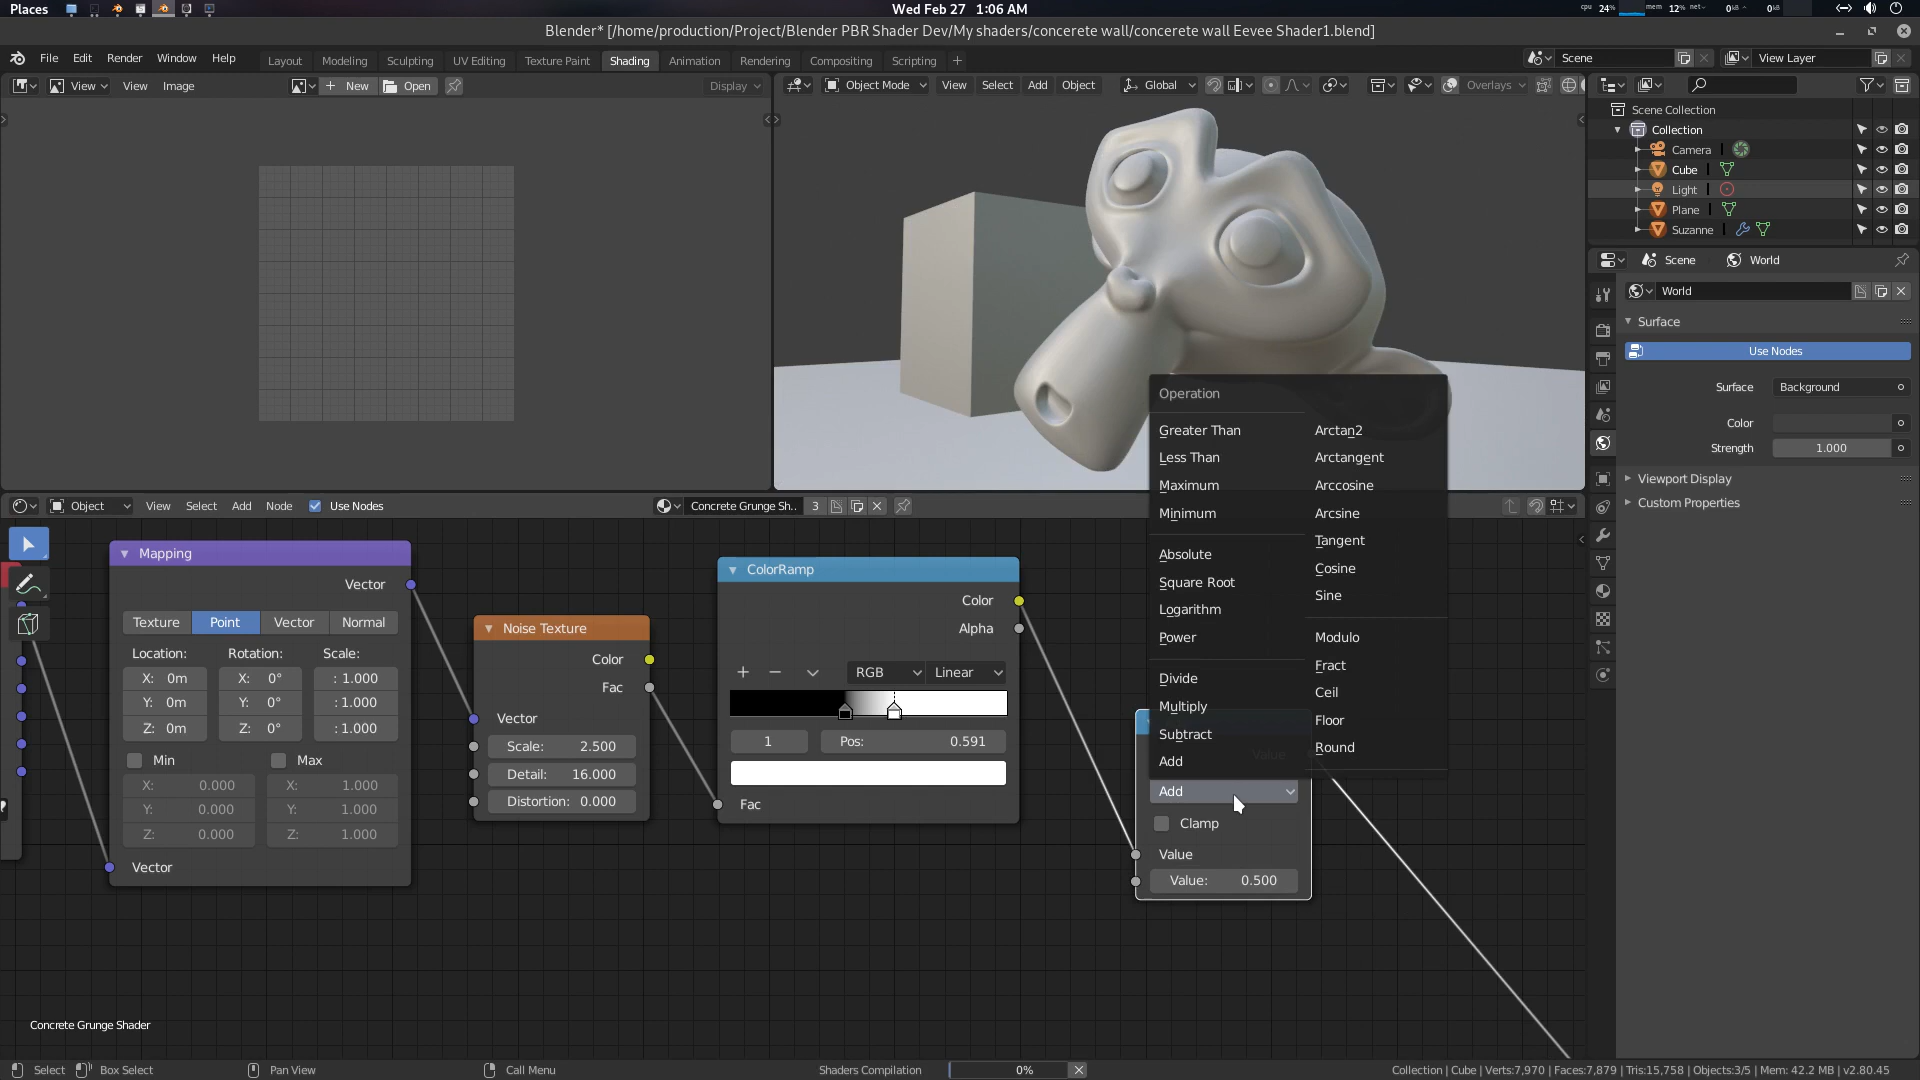 Places
Wed Feb 27 1:06 AM
cpu 24% mem 12% net 0kB 0kB
Blender* [/home/production/Project/Blender PBR Shader Dev/My shaders/concerete wall/concerete wall Eevee Shader1.blend]
File Edit Render Window Help
Layout Modeling Sculpting UV Editing Texture Paint Shading Animation Rendering Compositing Scripting +
Scene
View Layer
View View Image + New Open Display
Object Mode View Select Add Object Global Overlays
Scene Collection
Collection
Camera
Cube
Light
Plane
Suzanne
Scene World
World
Surface
Use Nodes
Surface Background
Color
Strength 1.000
Viewport Display
Custom Properties
Object View Select Add Node Use Nodes Concrete Grunge Sh.. 3
Mapping
Vector
Texture Point Vector Normal
Location: Rotation: Scale:
X: 0m X: 0° : 1.000
Y: 0m Y: 0° : 1.000
Z: 0m Z: 0° : 1.000
Min Max
X: 0.000 X: 1.000
Y: 0.000 Y: 1.000
Z: 0.000 Z: 1.000
Vector
Noise Texture
Color
Fac
Vector
Scale: 2.500
Detail: 16.000
Distortion: 0.000
ColorRamp
Color
Alpha
+ − RGB Linear
1 Pos: 0.591
Fac
Operation
Greater Than Arctan2
Less Than Arctangent
Maximum Arccosine
Minimum Arcsine
Tangent
Absolute Cosine
Square Root Sine
Logarithm
Power Modulo
Fract
Divide Ceil
Multiply Floor
Subtract Round
Add
Value
Add
Clamp
Value
Value: 0.500
Concrete Grunge Shader
Select Box Select Pan View Call Menu Shaders Compilation 0% Collection | Cube | Verts:7,970 | Faces:7,879 | Tris:15,758 | Objects:3/5 | Mem: 42.2 MB | v2.80.45